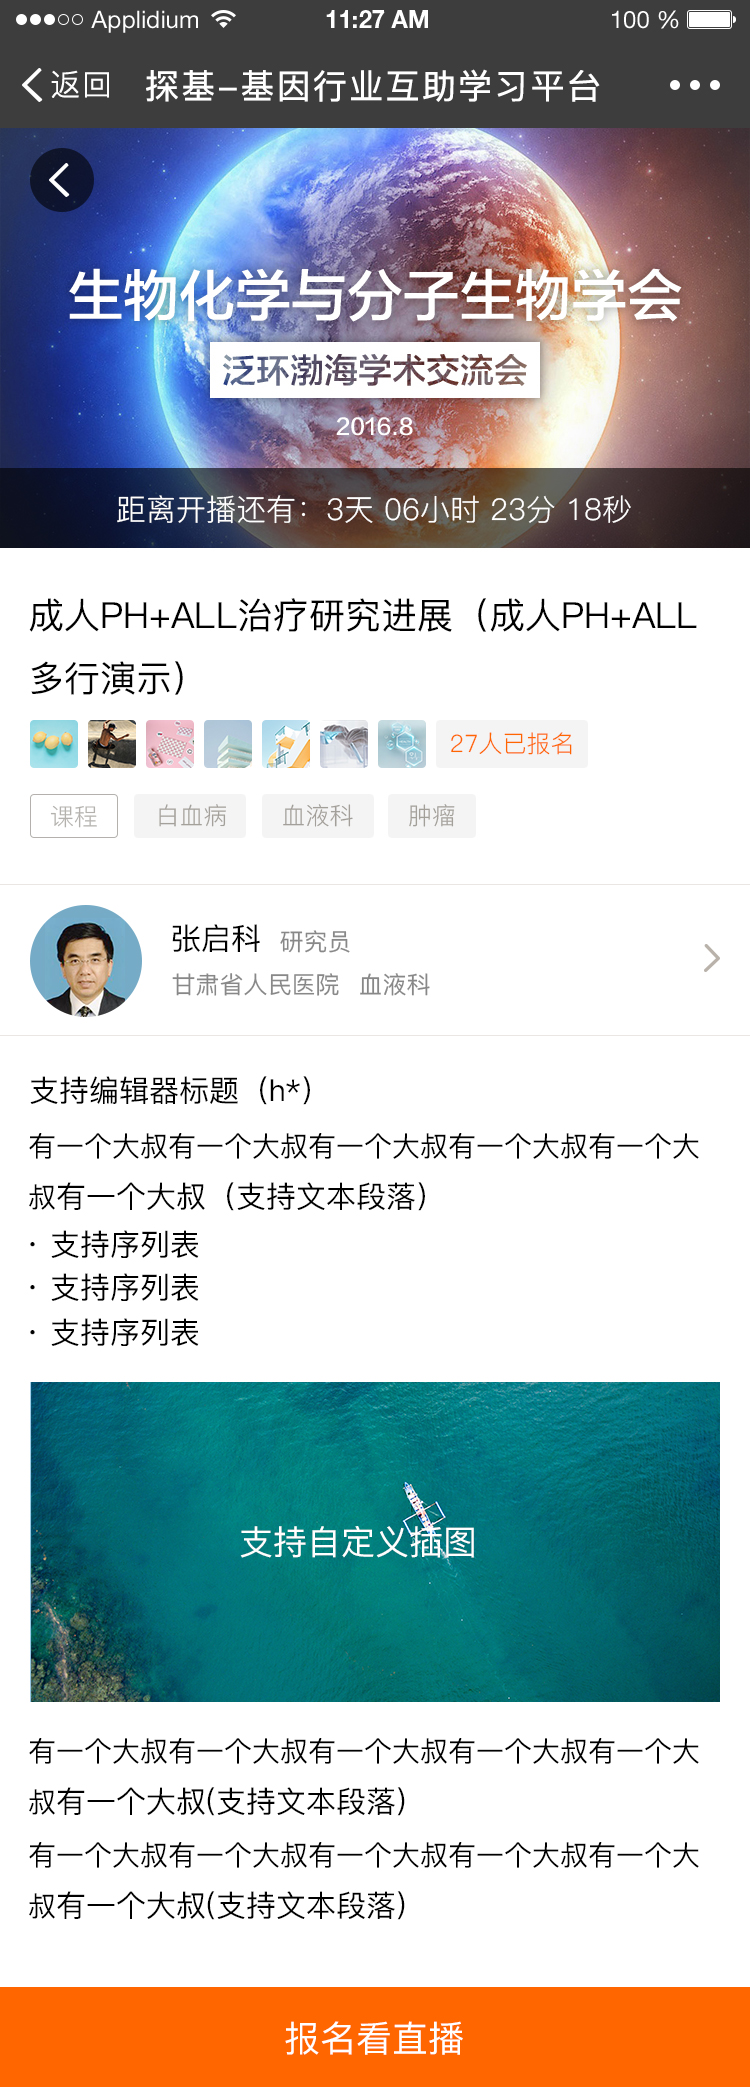 Applidium 11:27 AM 100 %
返回 探基-基因行业互助学习平台
生物化学与分子生物学会
泛环渤海学术交流会
2016.8
距离开播还有：3天 06小时 23分 18秒
成人PH+ALL治疗研究进展（成人PH+ALL
多行演示）
27人已报名
课程 白血病 血液科 肿瘤
张启科 研究员
甘肃省人民医院 血液科
支持编辑器标题（h*）
有一个大叔有一个大叔有一个大叔有一个大叔有一个大
叔有一个大叔（支持文本段落）
· 支持序列表
· 支持序列表
· 支持序列表
支持自定义插图
有一个大叔有一个大叔有一个大叔有一个大叔有一个大
叔有一个大叔(支持文本段落)
有一个大叔有一个大叔有一个大叔有一个大叔有一个大
叔有一个大叔(支持文本段落)
报名看直播